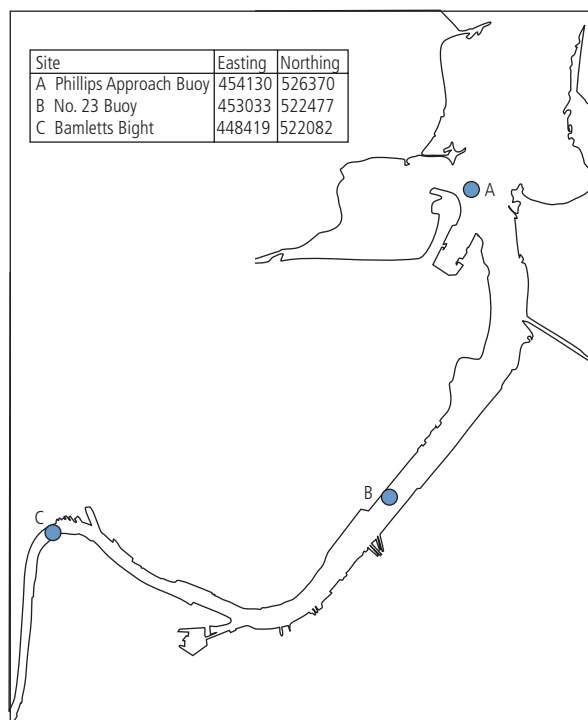 Site Easting Northing
A Phillips Approach Buoy 454130 526370
B No. 23 Buoy 453033 522477
C Bamletts Bight 448419 522082
A
B
C